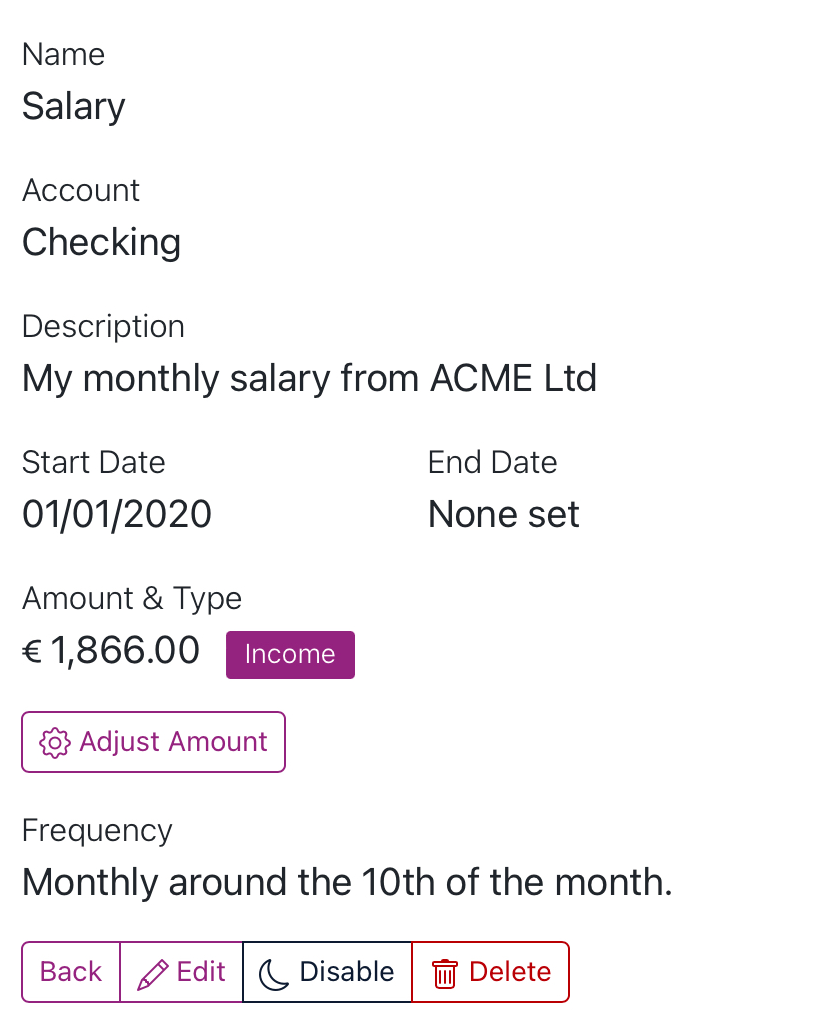 Name
Salary
Account
Checking
Description
My monthly salary from ACME Ltd
Start Date End Date
01/01/2020 None set
Amount & Type
€ 1,866.00 Income
Adjust Amount
Frequency
Monthly around the 10th of the month.
Back Edit Disable Delete